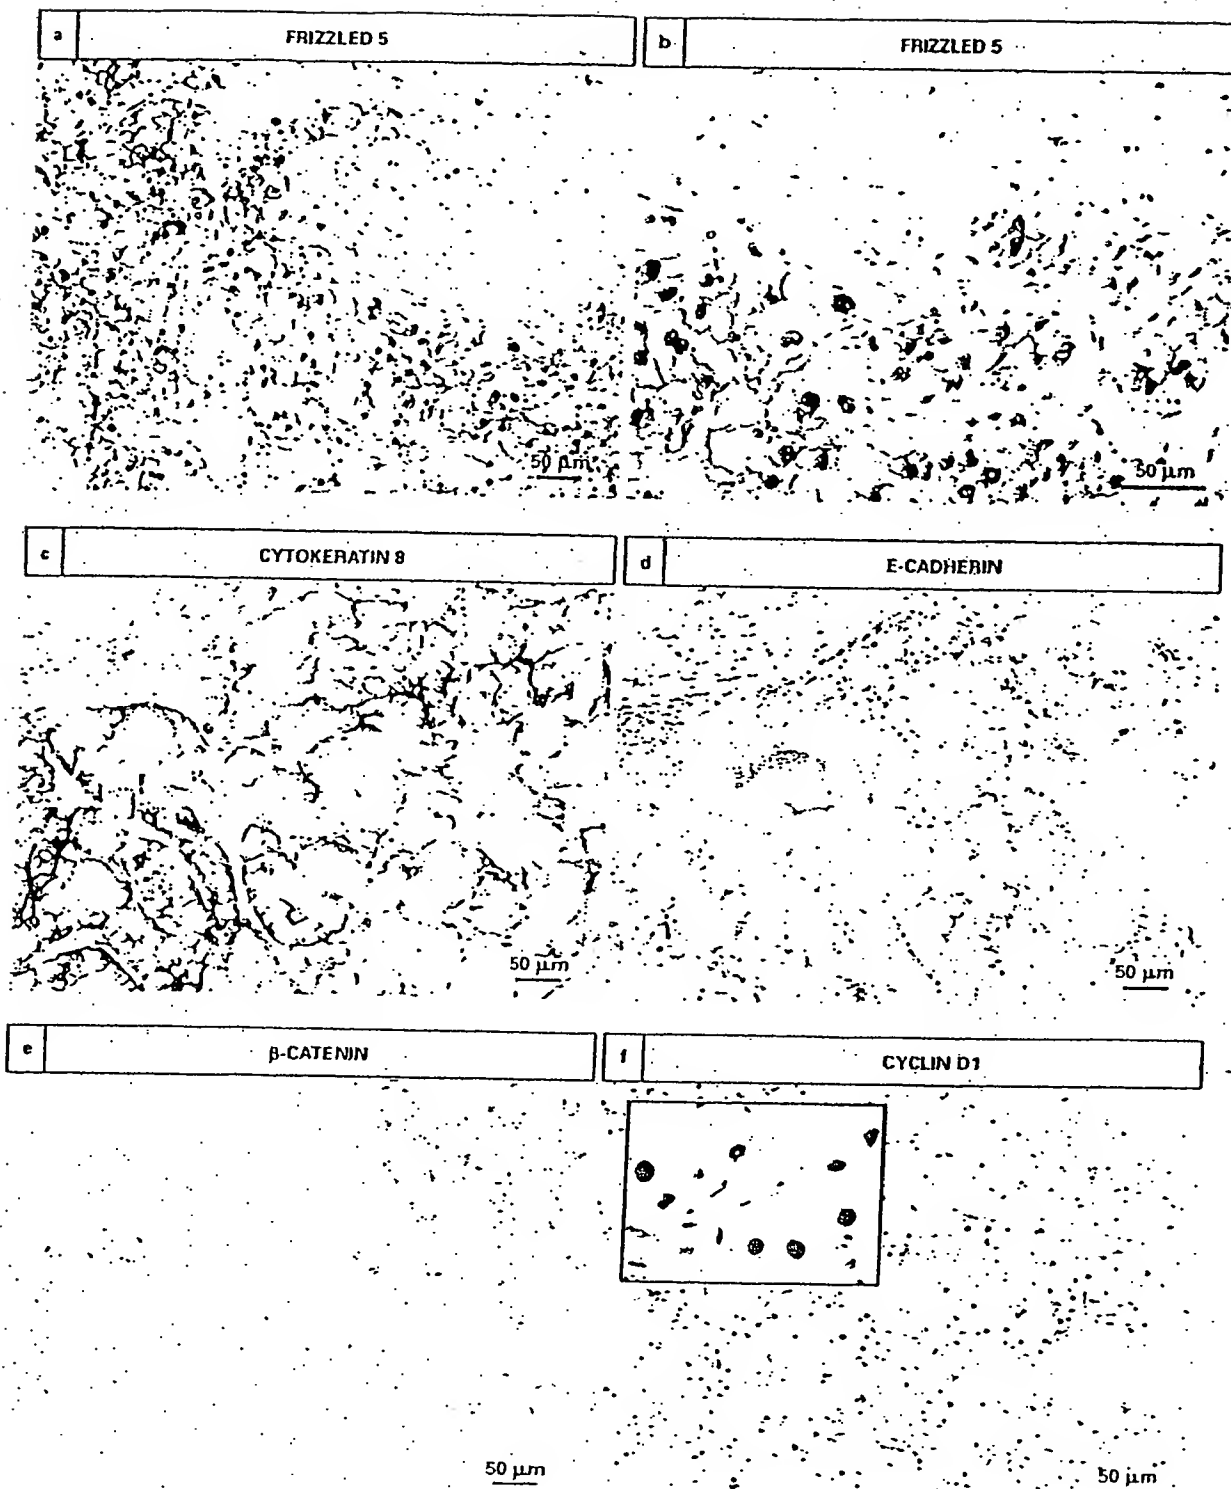 a FRIZZLED 5
b FRIZZLED 5
50 μm
50 μm
c CYTOKERATIN 8
d E-CADHERIN
50 μm
50 μm
e β-CATENIN
f CYCLIN D1
50 μm
50 μm